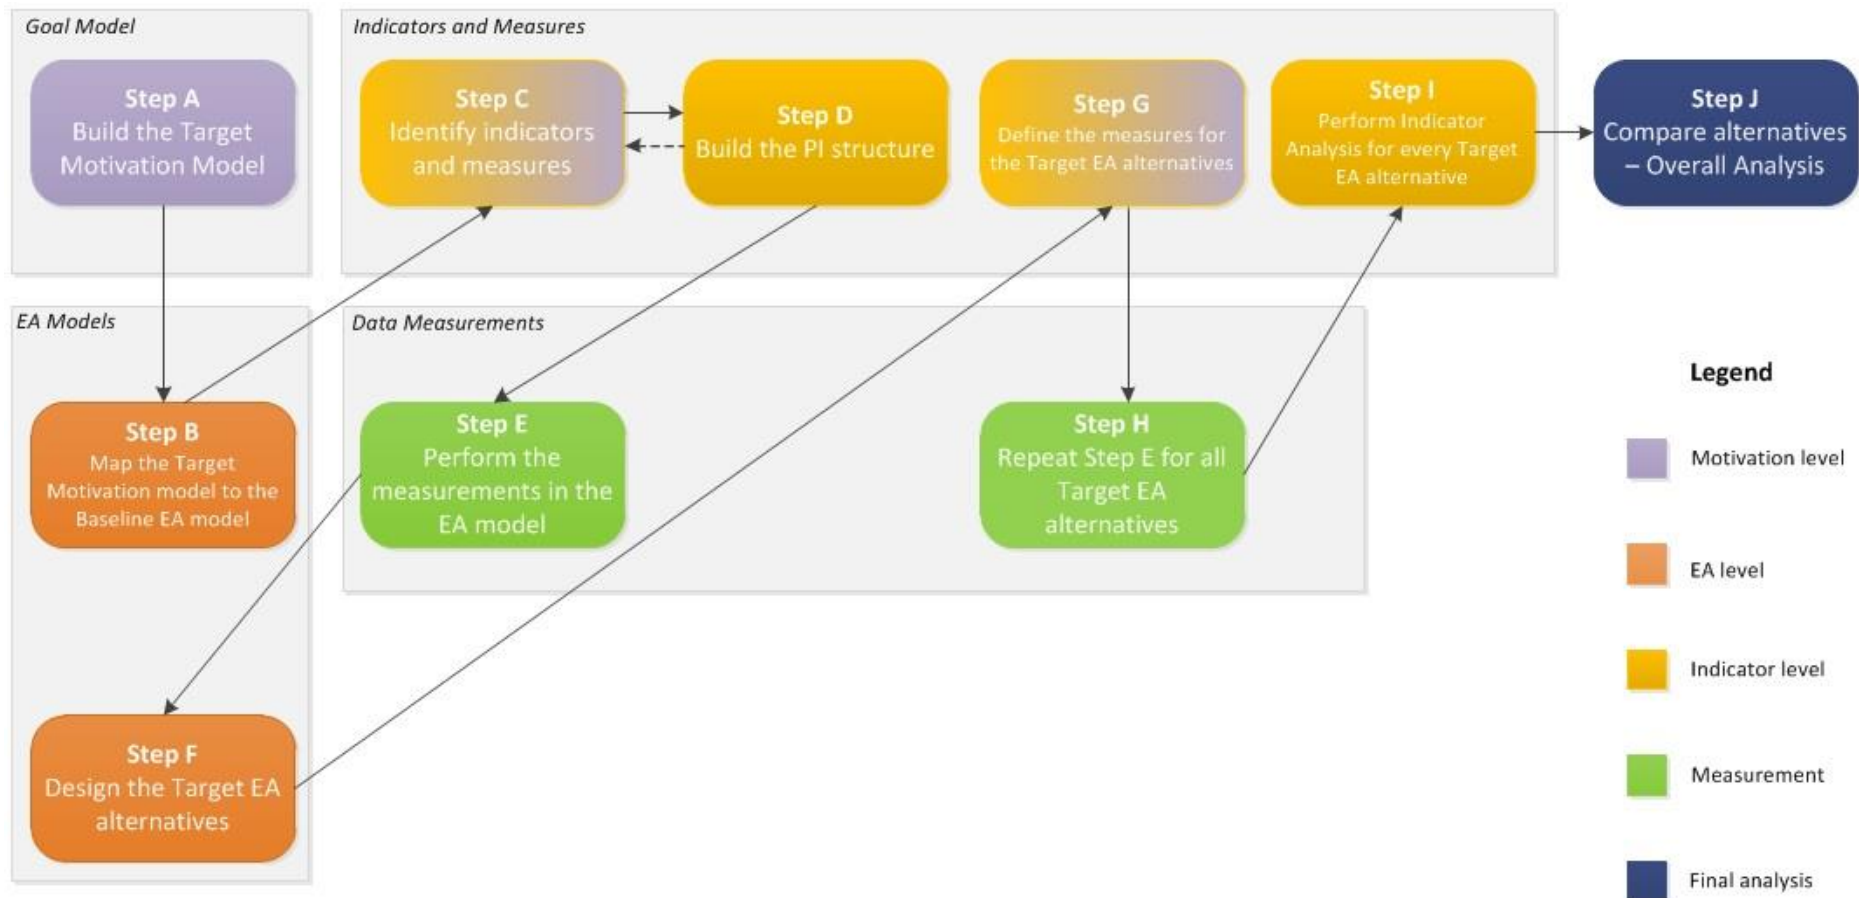 Goal Model
Step A
Build the Target
Motivation Model
Indicators and Measures
Step C
Identify indicators
and measures
Step D
Build the PI structure
Step G
Define the measures for
the Target EA alternatives
Step I
Perform Indicator
Analysis for every Target
EA alternative
Step J
Compare alternatives
– Overall Analysis
EA Models
Step B
Map the Target
Motivation model to the
Baseline EA model
Step F
Design the Target EA
alternatives
Data Measurements
Step E
Perform the
measurements in the
EA model
Step H
Repeat Step E for all
Target EA
alternatives
Legend
Motivation level
EA level
Indicator level
Measurement
Final analysis